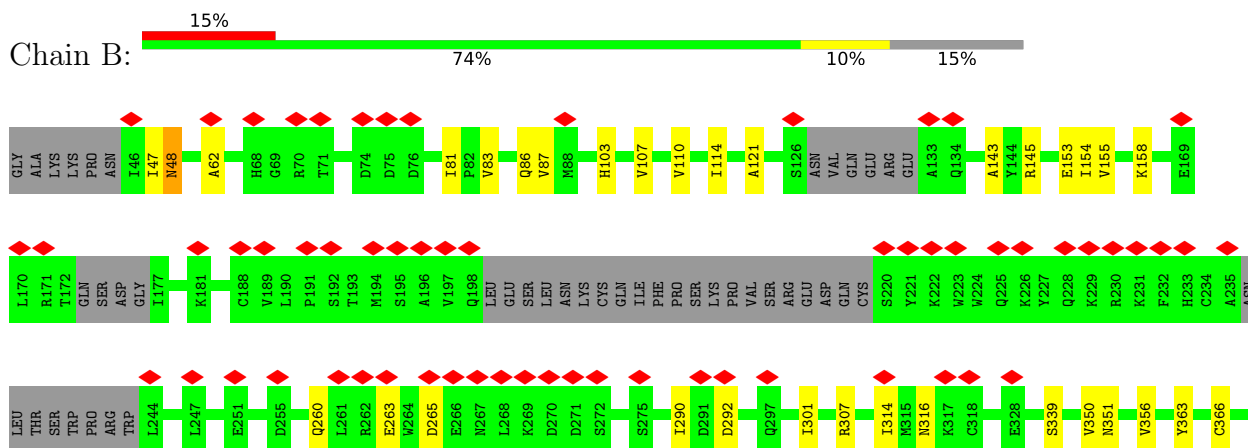 15%
Chain B:
74% 10% 15%
GLY ALA LYS LYS PRO ASN I46 I47 N48 A62 H68 G69 R70 T71 D74 D75 D76 I81 P82 V83 Q86 V87 M88 H103 V107 V110 I114 A121 S126 ASN VAL GLN GLU ARG GLU A133 Q134 A143 Y144 R145 E153 I154 V155 K158 E169
L170 R171 T172 GLN SER ASP GLY I177 K181 C188 V189 L190 P191 S192 T193 M194 S195 A196 V197 Q198 LEU GLU SER LEU ASN LYS CYS GLN ILE PHE PRO SER LYS PRO VAL SER ARG GLU ASP GLN CYS S220 Y221 K222 W223 W224 Q225 K226 Y227 Q228 K229 R230 K231 F232 H233 C234 A235 ASN
LEU THR SER TRP PRO ARG TRP L244 L247 E251 D255 Q260 L261 R262 E263 W264 D265 E266 N267 L268 K269 D270 D271 S272 S275 I290 D291 D292 Q297 I301 R307 I314 M315 N316 K317 C318 E328 S339 V350 N351 V356 Y363 C366